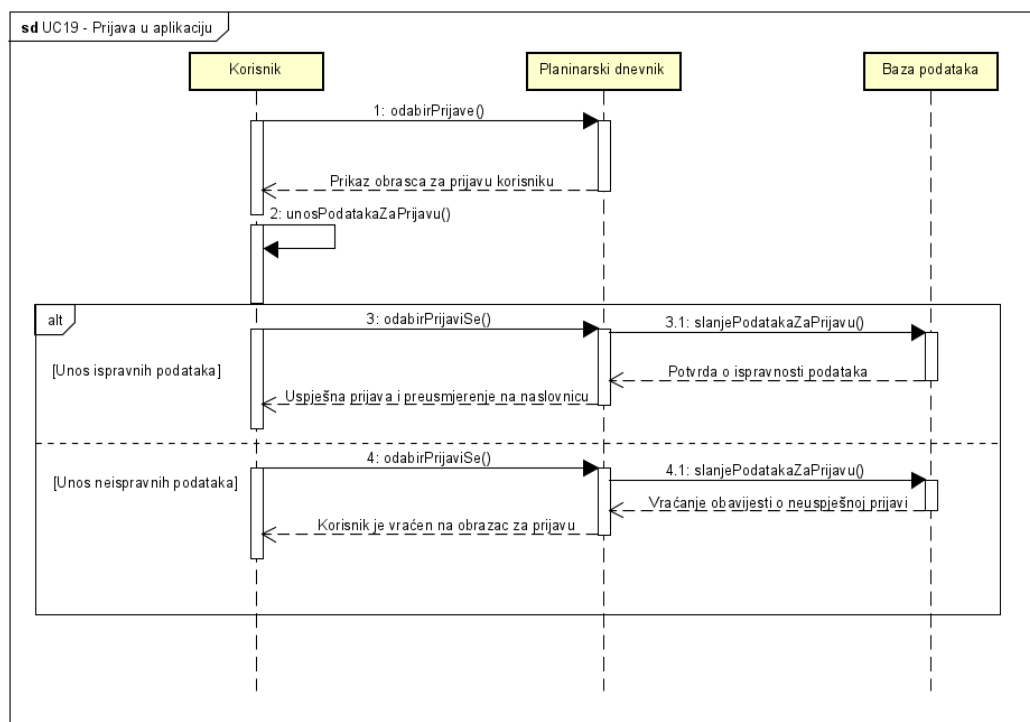 sd UC19 - Prijava u aplikaciju
Korisnik
Planinarski dnevnik
Baza podataka
1: odabirPrijave()
Prikaz obrasca za prijavu korisniku
2: unosPodatakaZaPrijavu()
alt
3: odabirPrijaviSe()
3.1: slanjePodatakaZaPrijavu()
[Unos ispravnih podataka]
Potvrda o ispravnosti podataka
Uspješna prijava i preusmjerenje na naslovnicu
4: odabirPrijaviSe()
4.1: slanjePodatakaZaPrijavu()
[Unos neispravnih podataka]
Vraćanje obavijesti o neuspješnoj prijavi
Korisnik je vraćen na obrazac za prijavu